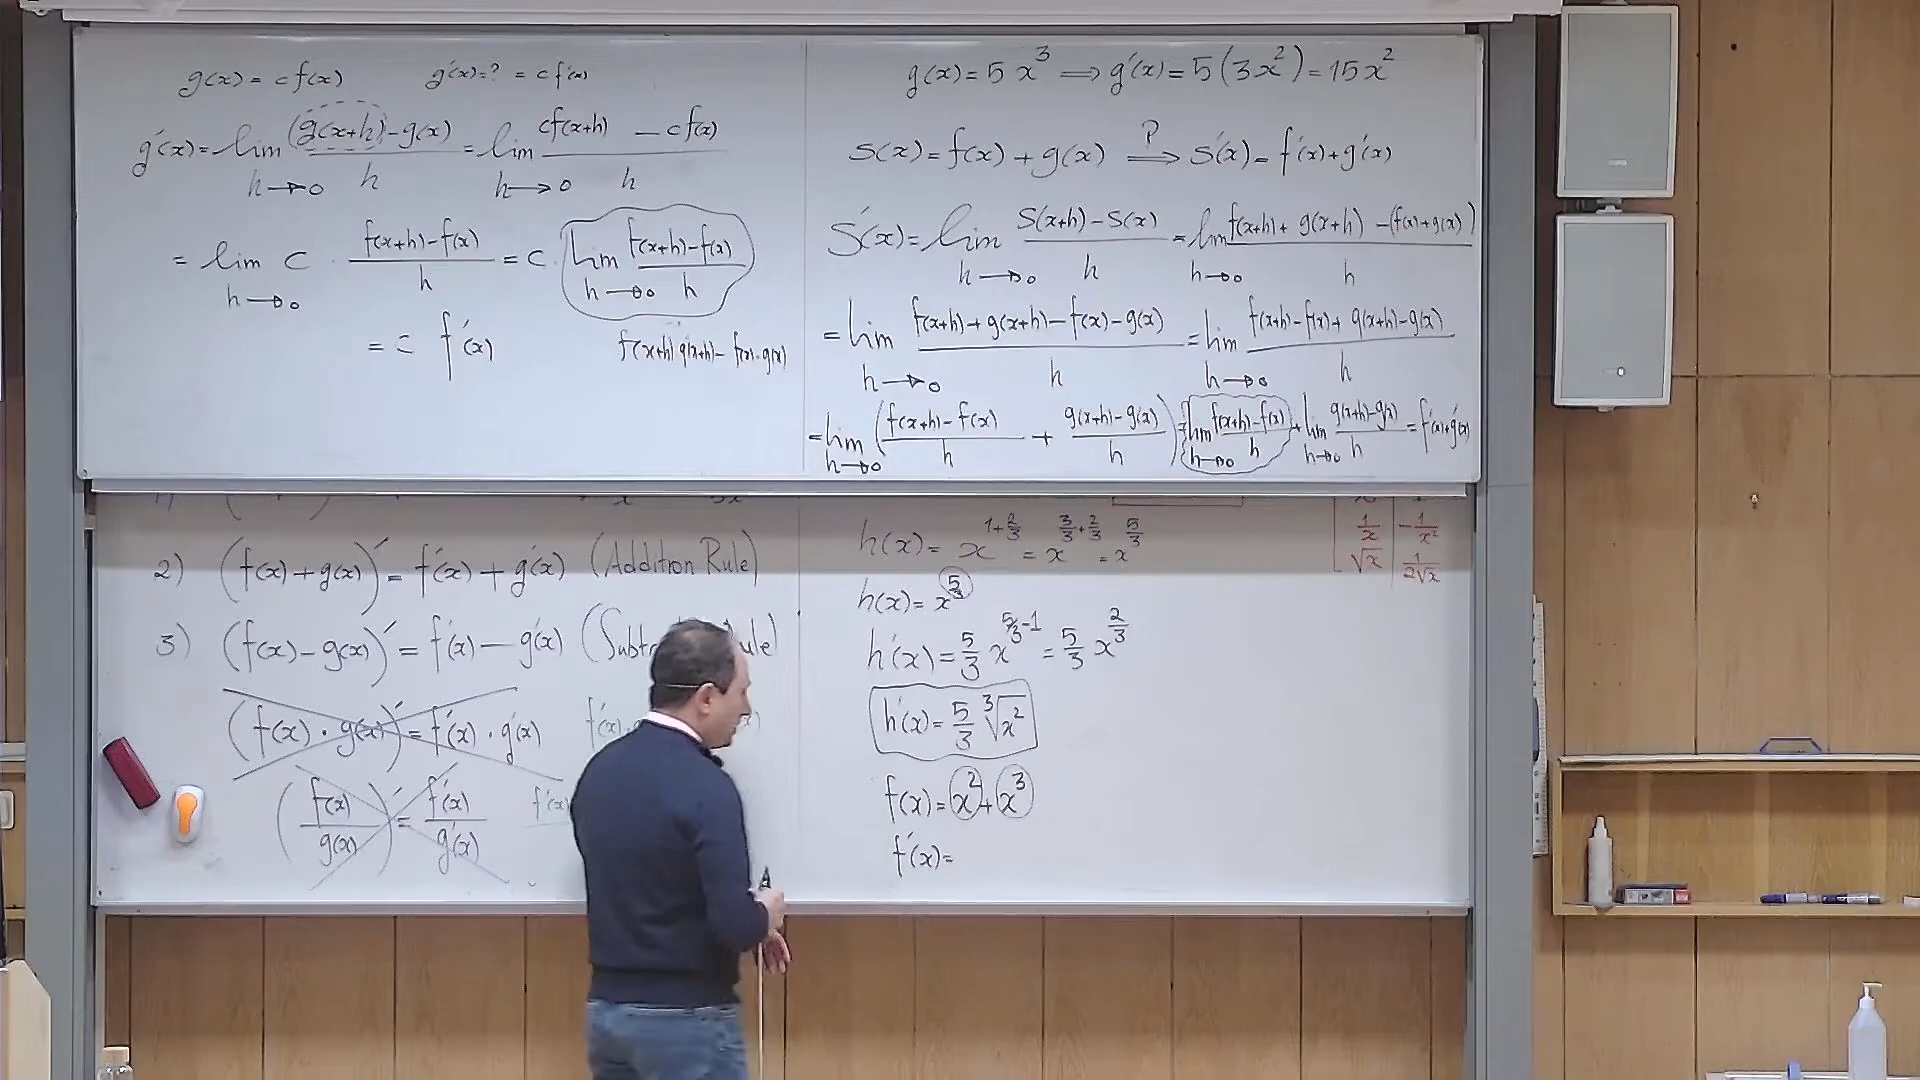 g(x) = c f(x) g'(x) = ? = c f'(x)
g'(x) = lim h→0 (g(x+h) - g(x))/h = lim h→0 (cf(x+h) - cf(x))/h
= lim h→0 c · (f(x+h) - f(x))/h = c · lim h→0 (f(x+h) - f(x))/h
= c f'(x)
f(x+h) g(x+h) - f(x)·g(x)
g(x) = 5x³ ⟹ g'(x) = 5(3x²) = 15x²
s(x) = f(x) + g(x) ⟹? s'(x) = f'(x) + g'(x)
S'(x) = lim h→0 (S(x+h) - S(x))/h = lim h→0 (f(x+h) + g(x+h) - (f(x) + g(x)))/h
= lim h→0 (f(x+h) + g(x+h) - f(x) - g(x))/h = lim h→0 (f(x+h) - f(x) + g(x+h) - g(x))/h
= lim h→0 ((f(x+h) - f(x))/h + (g(x+h) - g(x))/h) = lim h→0 (f(x+h) - f(x))/h + lim h→0 (g(x+h) - g(x))/h = f'(x) + g'(x)
2) (f(x) + g(x))' = f'(x) + g'(x) (Addition Rule)
3) (f(x) - g(x))' = f'(x) - g'(x)
(f(x) · g(x))' = f'(x) · g'(x)
(f(x)/g(x))' = f'(x)/g'(x)
h(x) = x^(1+2/3) = x^(3/3+2/3) = x^(5/3)
h(x) = x^(5/3)
h'(x) = 5/3 x^(5/3-1) = 5/3 x^(2/3)
h'(x) = 5/3 ³√x²
f(x) = x² + x³
f'(x) =
1/x | -1/x²
√x | 1/(2√x)